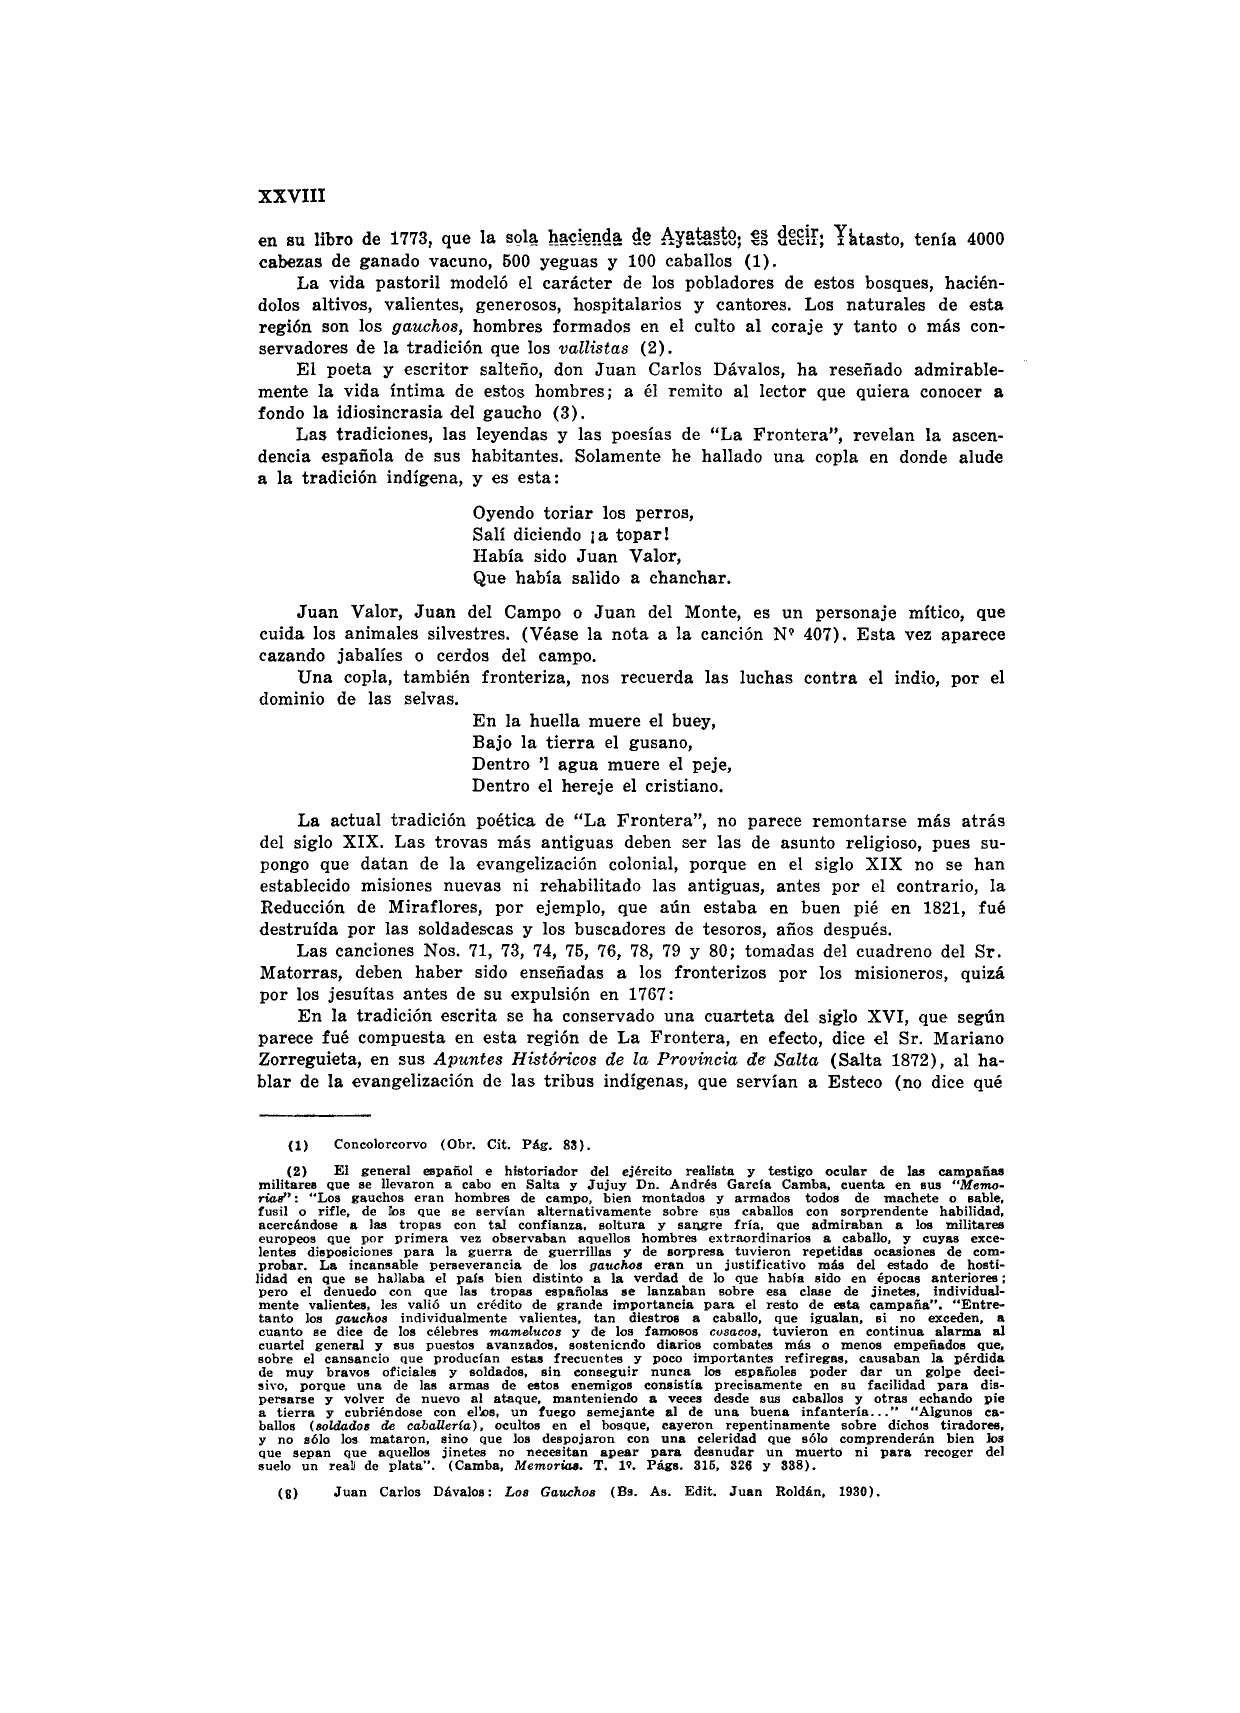 XXVIII
en su libro de 1773, que la sola hacienda de Ayatasto; es decir; Yatasto, tenía 4000
cabezas de ganado vacuno, 500 yeguas y 100 caballos (1).
La vida pastoril modeló el carácter de los pobladores de estos bosques, hacién-
dolos altivos, valientes, generosos, hospitalarios y cantores. Los naturales de esta
región son los gauchos, hombres formados en el culto al coraje y tanto o más con-
servadores de la tradición que los vallistas (2).
El poeta y escritor salteño, don Juan Carlos Dávalos, ha reseñado admirable-
mente la vida íntima de estos hombres; a él remito al lector que quiera conocer a
fondo la idiosincrasia del gaucho (3).
Las tradiciones, las leyendas y las poesías de “La Frontera”, revelan la ascen-
dencia española de sus habitantes. Solamente he hallado una copla en donde alude
a la tradición indígena, y es esta:
Oyendo toriar los perros,
Salí diciendo ¡a topar!
Había sido Juan Valor,
Que había salido a chanchar.
Juan Valor, Juan del Campo o Juan del Monte, es un personaje mítico, que
cuida los animales silvestres. (Véase la nota a la canción Nº 407). Esta vez aparece
cazando jabalíes o cerdos del campo.
Una copla, también fronteriza, nos recuerda las luchas contra el indio, por el
dominio de las selvas.
En la huella muere el buey,
Bajo la tierra el gusano,
Dentro ’l agua muere el peje,
Dentro el hereje el cristiano.
La actual tradición poética de “La Frontera”, no parece remontarse más atrás
del siglo XIX. Las trovas más antiguas deben ser las de asunto religioso, pues su-
pongo que datan de la evangelización colonial, porque en el siglo XIX no se han
establecido misiones nuevas ni rehabilitado las antiguas, antes por el contrario, la
Reducción de Miraflores, por ejemplo, que aún estaba en buen pié en 1821, fué
destruída por las soldadescas y los buscadores de tesoros, años después.
Las canciones Nos. 71, 73, 74, 75, 76, 78, 79 y 80; tomadas del cuadreno del Sr.
Matorras, deben haber sido enseñadas a los fronterizos por los misioneros, quizá
por los jesuítas antes de su expulsión en 1767:
En la tradición escrita se ha conservado una cuarteta del siglo XVI, que según
parece fué compuesta en esta región de La Frontera, en efecto, dice el Sr. Mariano
Zorreguieta, en sus Apuntes Históricos de la Provincia de Salta (Salta 1872), al ha-
blar de la evangelización de las tribus indígenas, que servían a Esteco (no dice qué
(1) Concolorcorvo (Obr. Cit. Pág. 83).
(2) El general español e historiador del ejército realista y testigo ocular de las campañas
militares que se llevaron a cabo en Salta y Jujuy Dn. Andrés García Camba, cuenta en sus “Memo-
rias”: “Los gauchos eran hombres de campo, bien montados y armados todos de machete o sable,
fusil o rifle, de los que se servían alternativamente sobre sus caballos con sorprendente habilidad,
acercándose a las tropas con tal confianza, soltura y sangre fría, que admiraban a los militares
europeos que por primera vez observaban aquellos hombres extraordinarios a caballo, y cuyas exce-
lentes disposiciones para la guerra de guerrillas y de sorpresa tuvieron repetidas ocasiones de com-
probar. La incansable perseverancia de los gauchos eran un justificativo más del estado de hosti-
lidad en que se hallaba el país bien distinto a la verdad de lo que había sido en épocas anteriores;
pero el denuedo con que las tropas españolas se lanzaban sobre esa clase de jinetes, individual-
mente valientes, les valió un crédito de grande importancia para el resto de esta campaña”. “Entre-
tanto los gauchos individualmente valientes, tan diestros a caballo, que igualan, si no exceden, a
cuanto se dice de los célebres mamelucos y de los famosos cosacos, tuvieron en continua alarma al
cuartel general y sus puestos avanzados, sosteniendo diarios combates más o menos empeñados que,
sobre el cansancio que producían estas frecuentes y poco importantes refiregas, causaban la pérdida
de muy bravos oficiales y soldados, sin conseguir nunca los españoles poder dar un golpe deci-
sivo, porque una de las armas de estos enemigos consistía precisamente en su facilidad para dis-
persarse y volver de nuevo al ataque, manteniendo a veces desde sus caballos y otras echando pie
a tierra y cubriéndose con ellos, un fuego semejante al de una buena infantería...” “Algunos ca-
ballos (soldados de caballería), ocultos en el bosque, cayeron repentinamente sobre dichos tiradores,
y no sólo los mataron, sino que los despojaron con una celeridad que sólo comprenderán bien los
que sepan que aquellos jinetes no necesitan apear para desnudar un muerto ni para recoger del
suelo un real de plata”. (Camba, Memorias. T. 1º. Págs. 315, 326 y 338).
(3) Juan Carlos Dávalos: Los Gauchos (Bs. As. Edit. Juan Roldán, 1930).